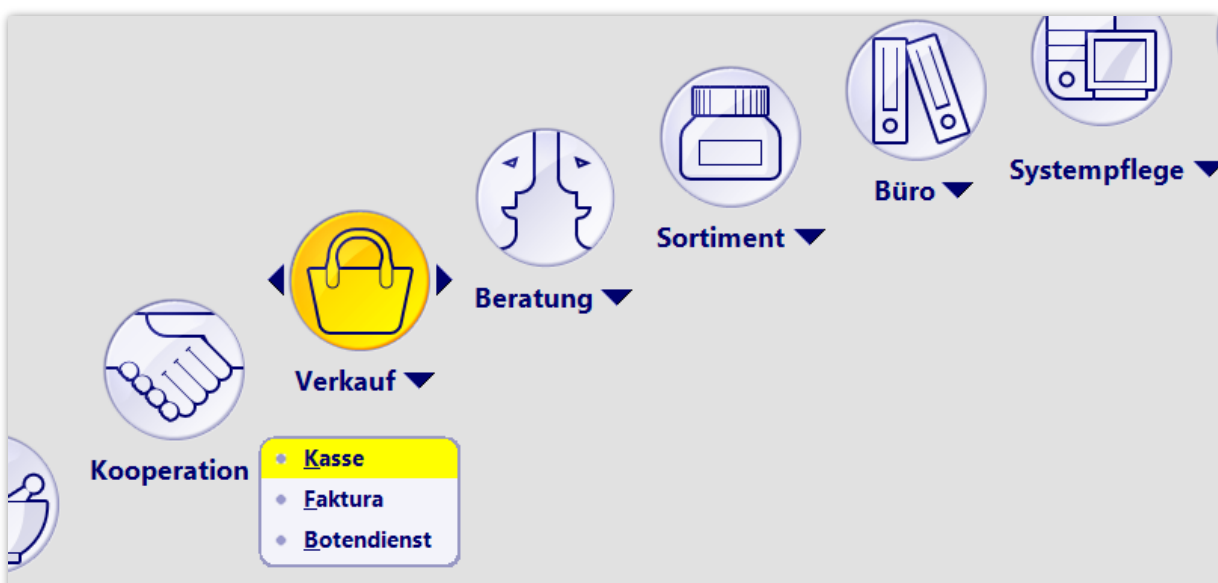 Systempflege
Büro
Sortiment
Beratung
Verkauf
Kooperation
Kasse
Faktura
Botendienst